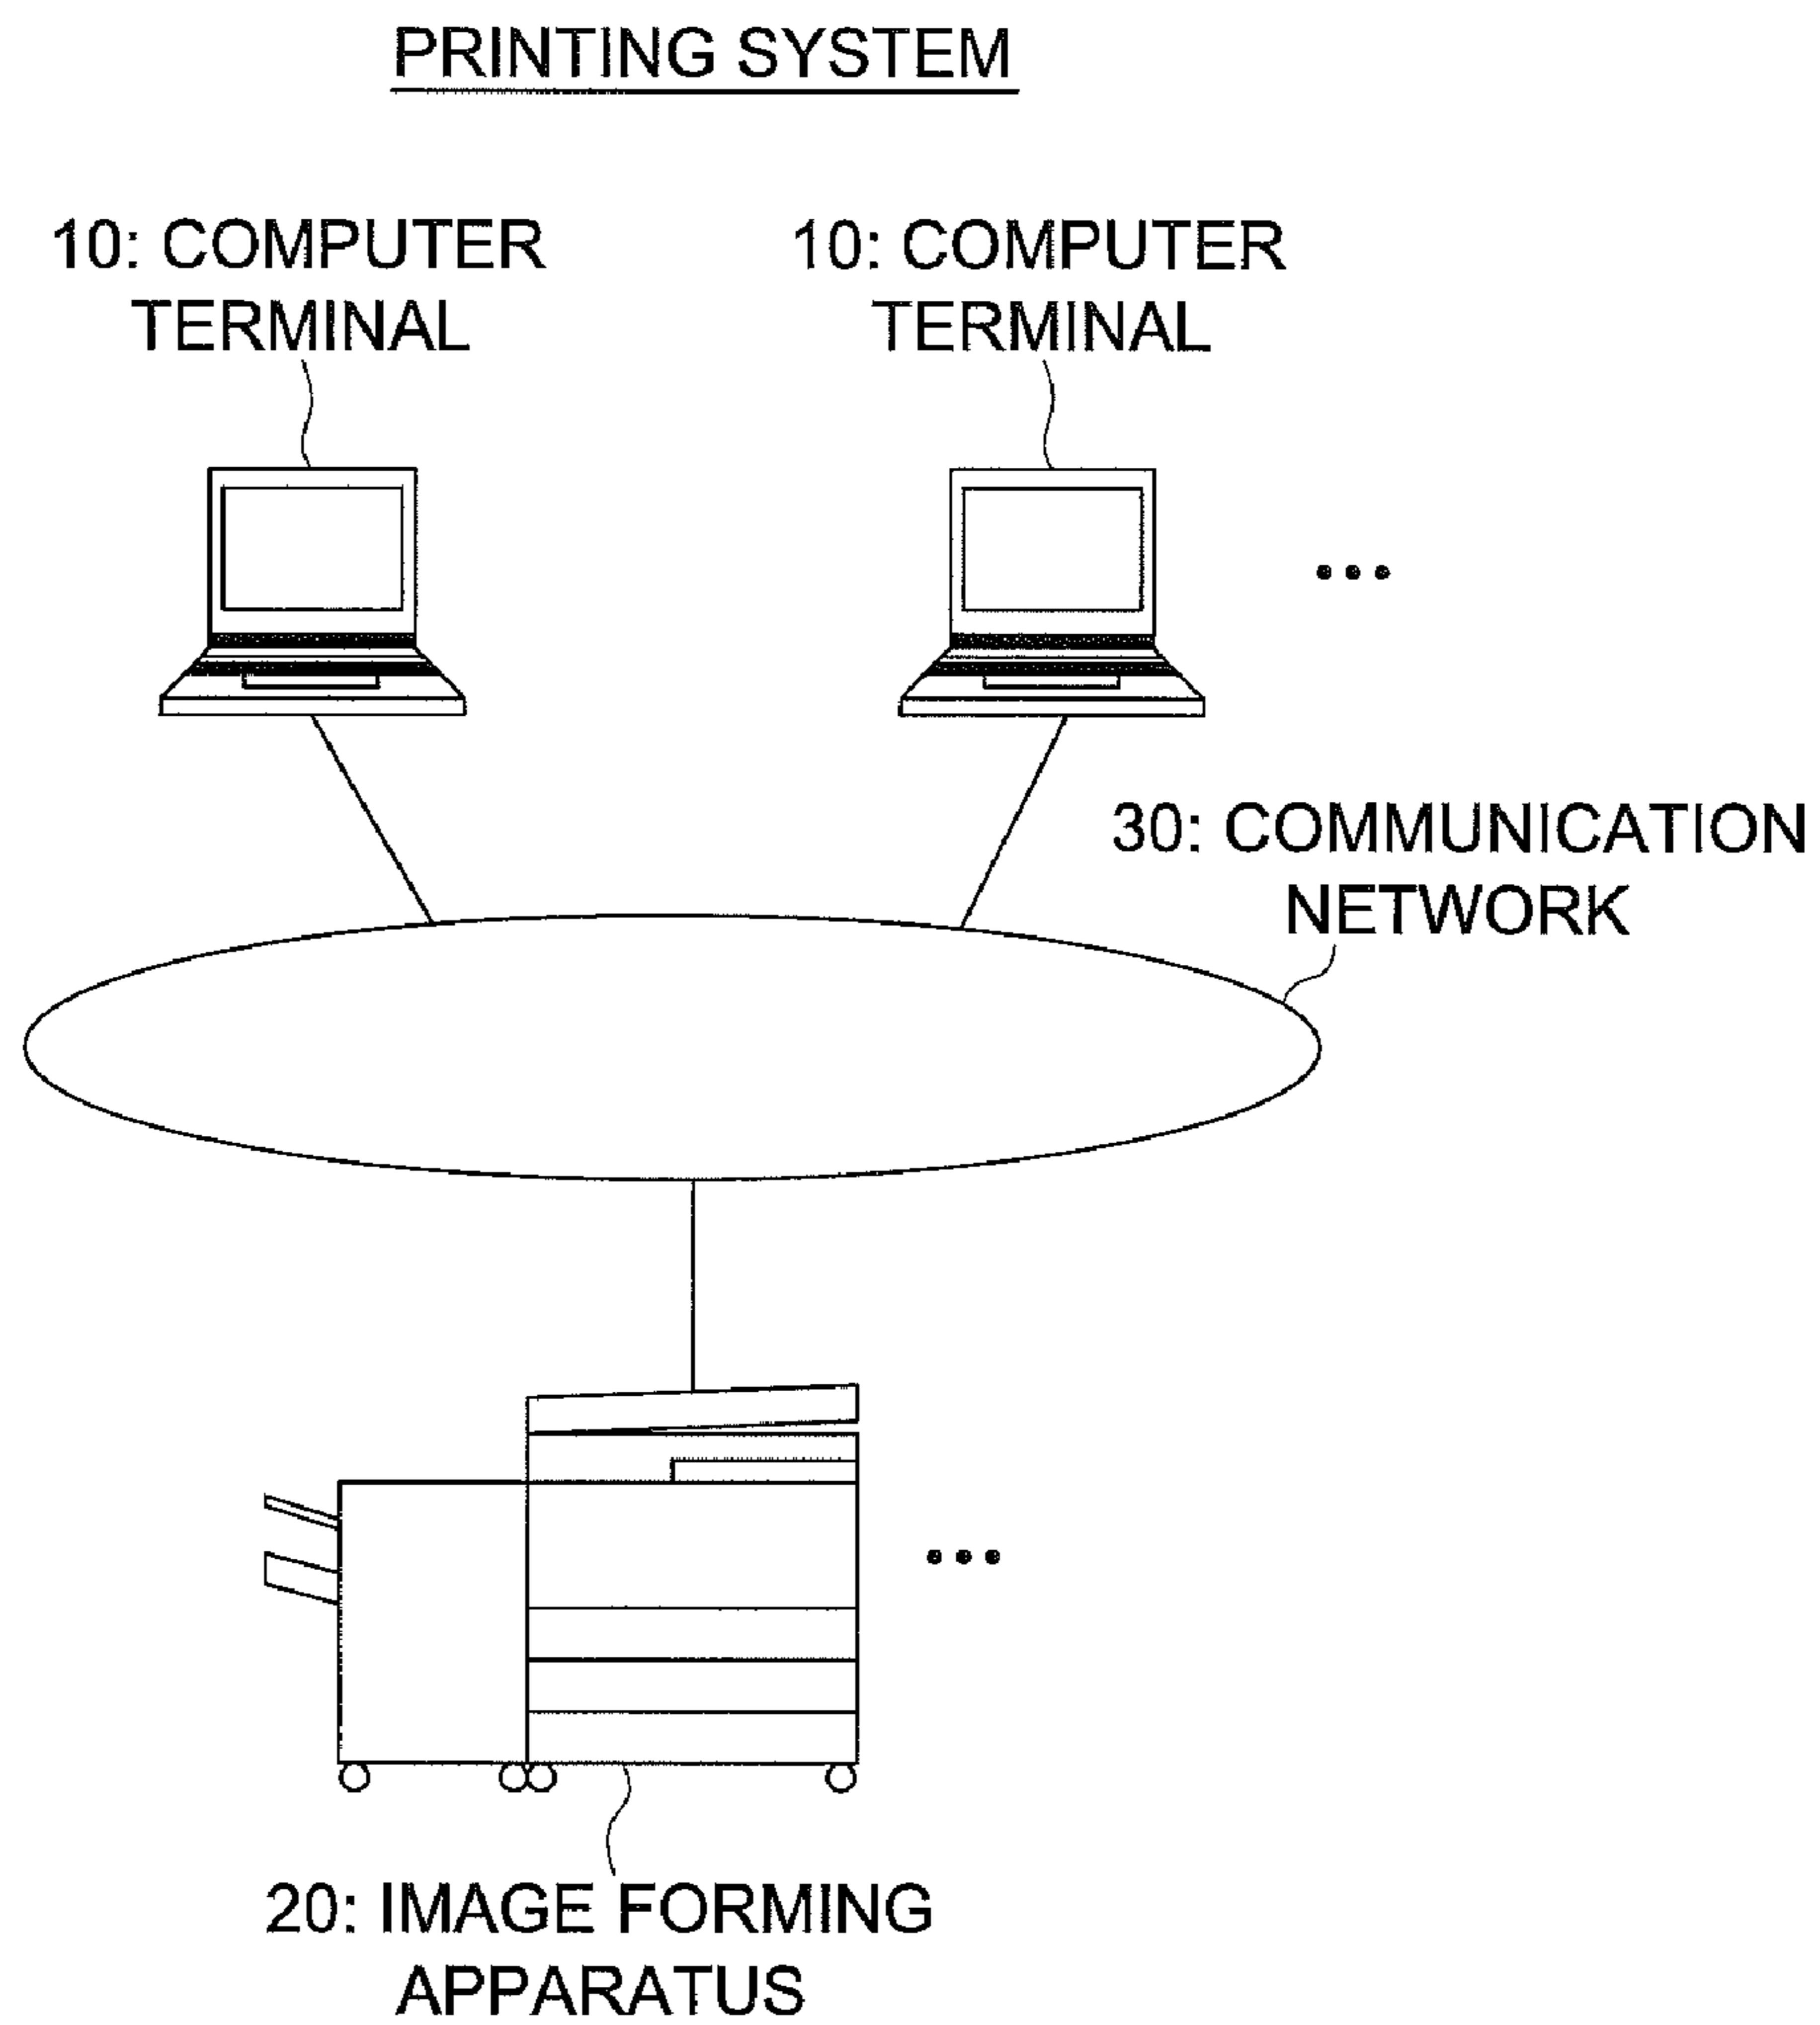 PRINTING SYSTEM
10: COMPUTER
TERMINAL
10: COMPUTER
TERMINAL
30: COMMUNICATION
NETWORK
20: IMAGE FORMING
APPARATUS